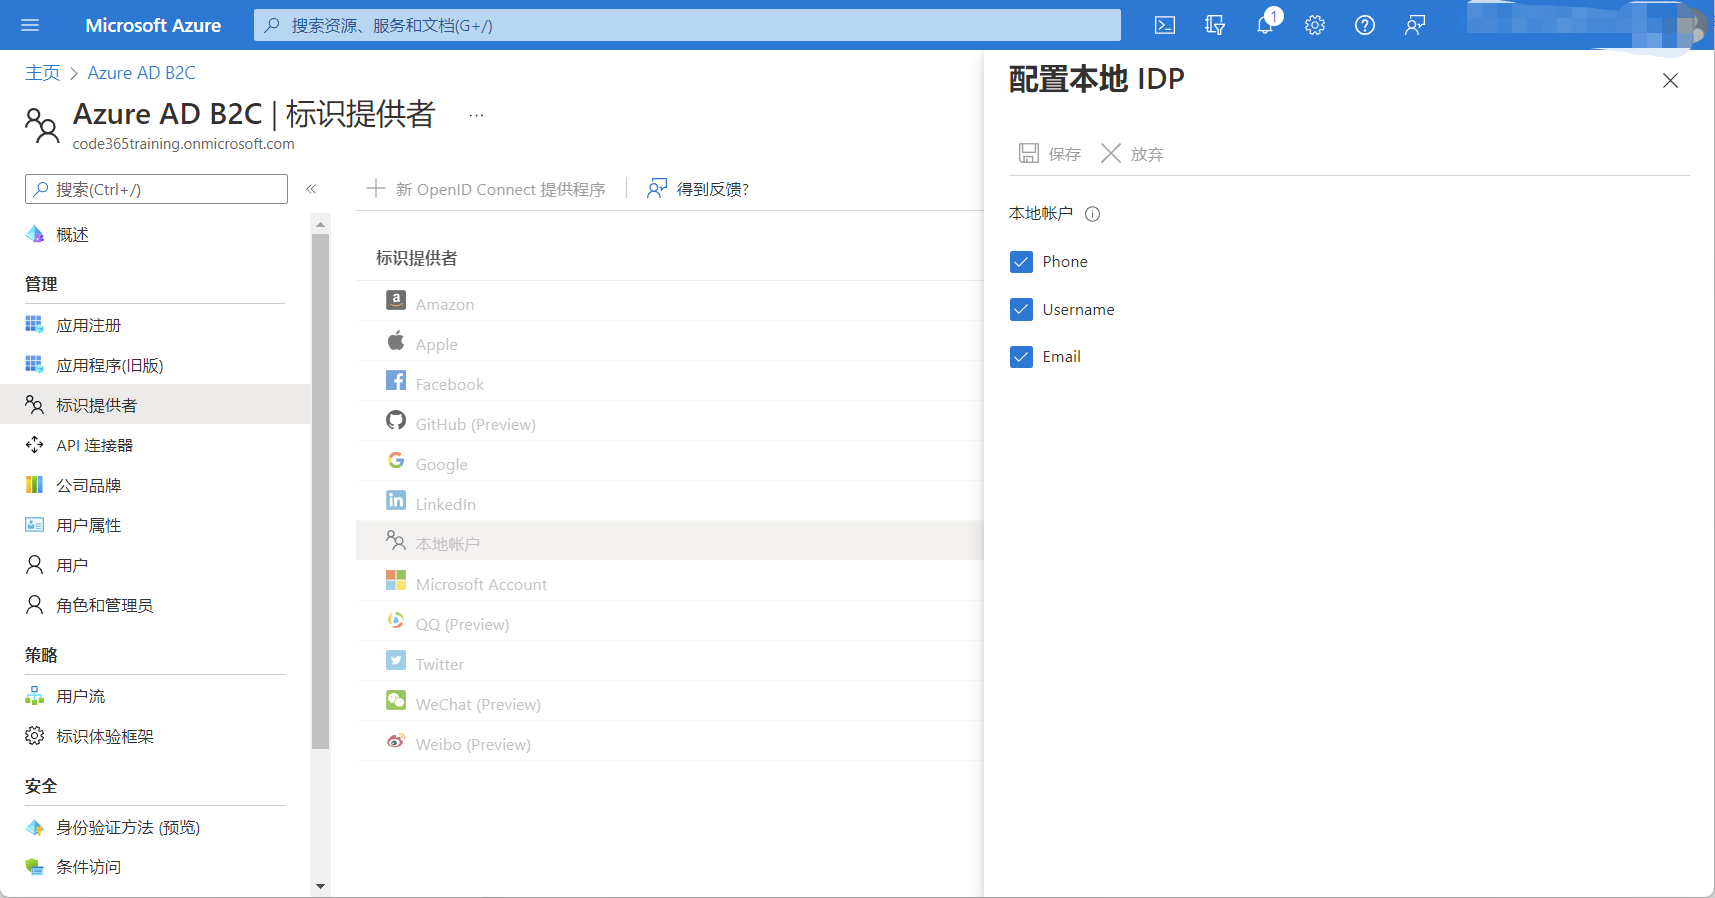 Microsoft Azure
搜索资源、服务和文档(G+/)
1
主页 > Azure AD B2C
Azure AD B2C | 标识提供者 ...
code365training.onmicrosoft.com
搜索(Ctrl+/)
«
概述
管理
应用注册
应用程序(旧版)
标识提供者
API 连接器
公司品牌
用户属性
用户
角色和管理员
策略
用户流
标识体验框架
安全
身份验证方法 (预览)
条件访问
新 OpenID Connect 提供程序
得到反馈?
标识提供者
Amazon
Apple
Facebook
GitHub (Preview)
Google
LinkedIn
本地帐户
Microsoft Account
QQ (Preview)
Twitter
WeChat (Preview)
Weibo (Preview)
配置本地 IDP
保存
放弃
本地帐户
Phone
Username
Email